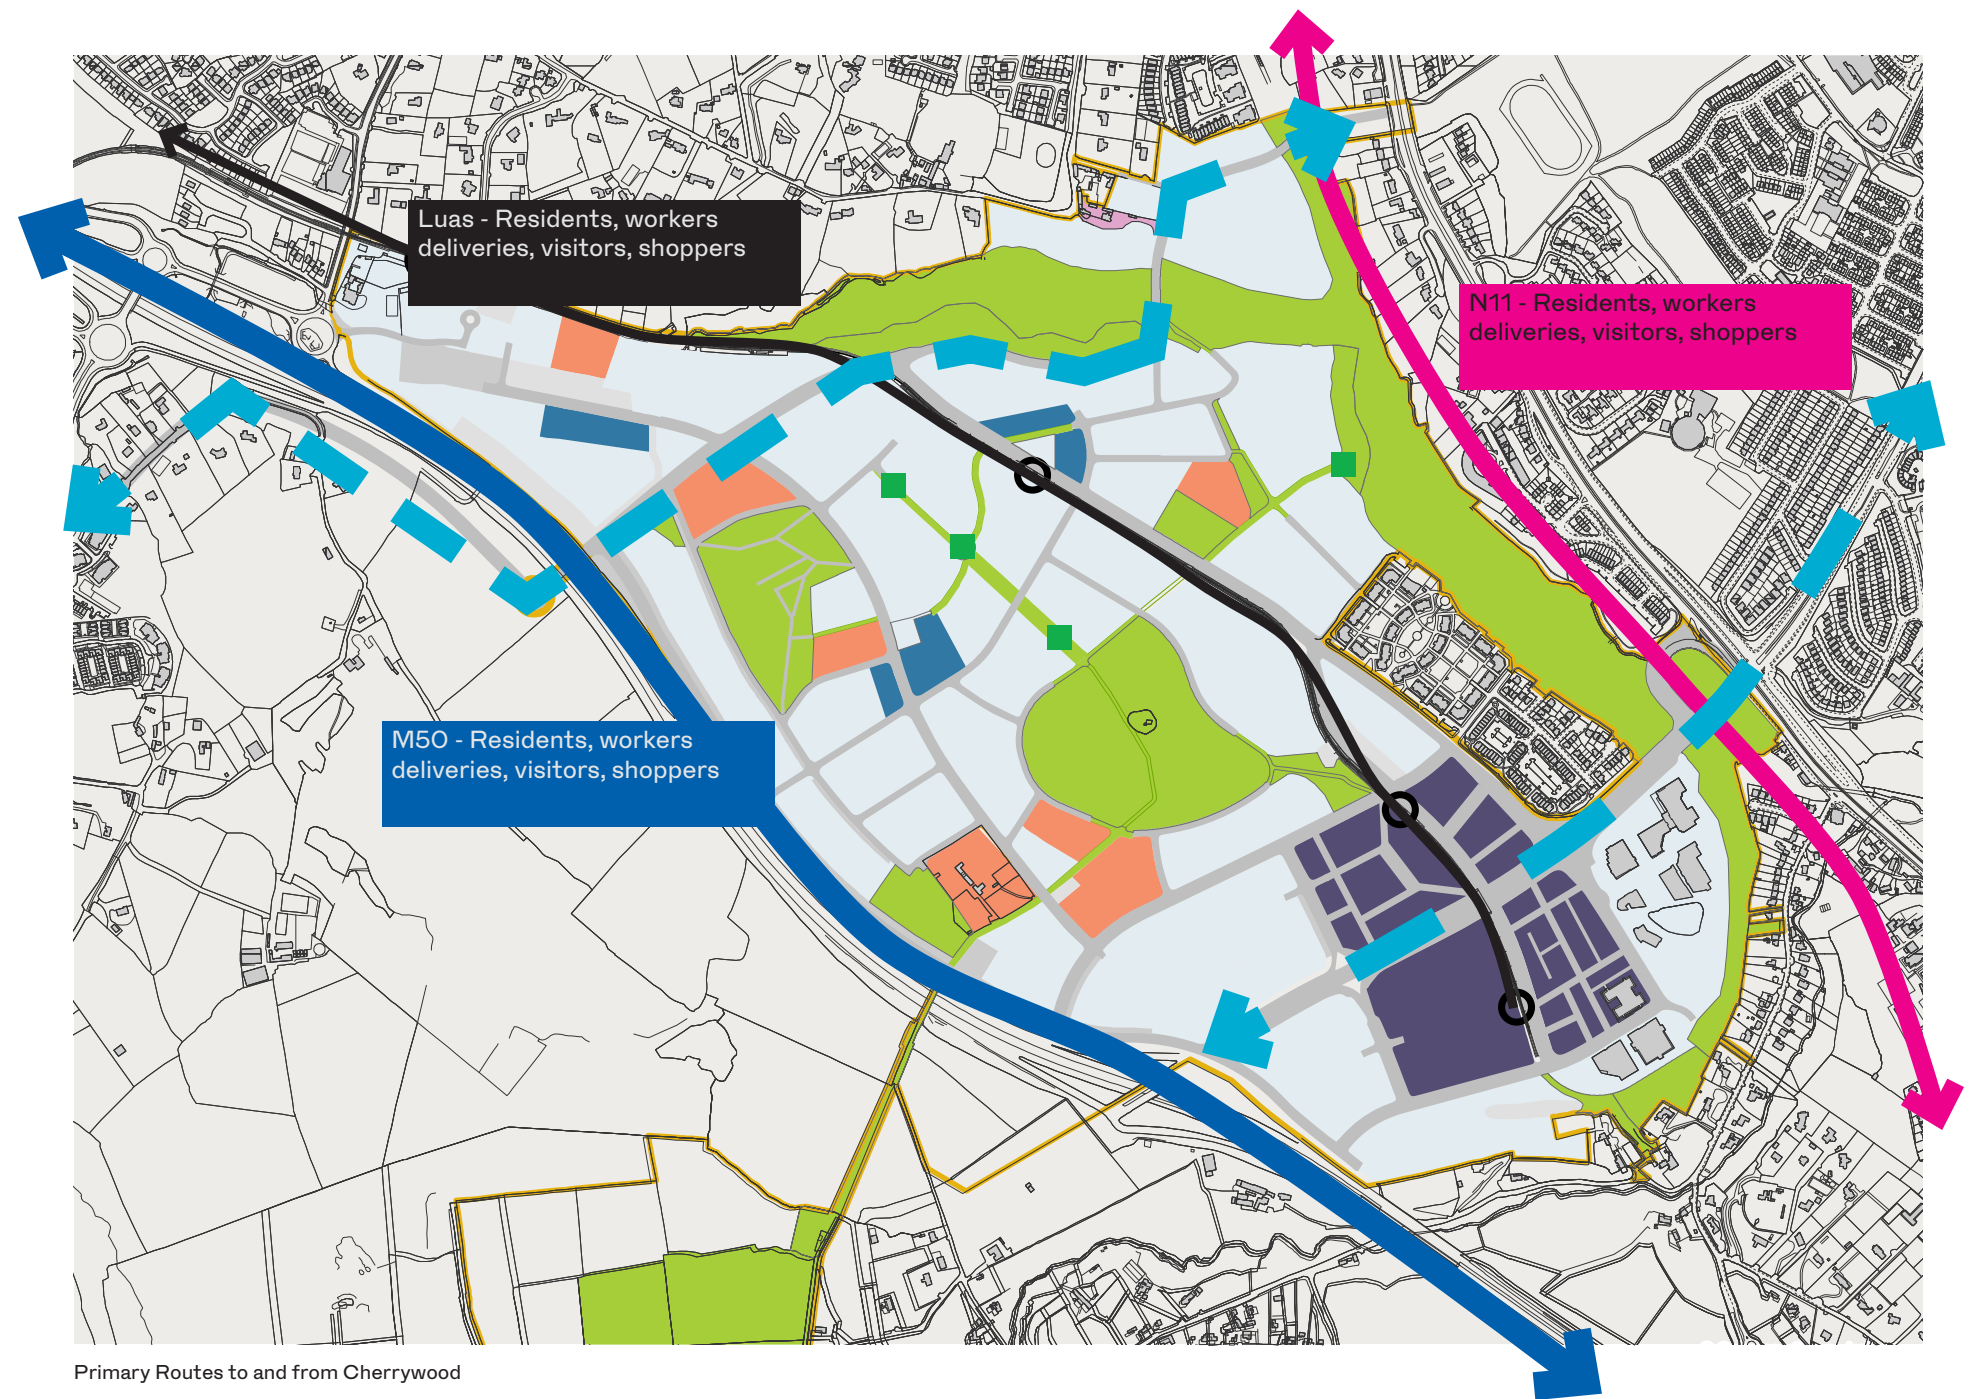 Luas - Residents, workers
deliveries, visitors, shoppers
N11 - Residents, workers
deliveries, visitors, shoppers
M50 - Residents, workers
deliveries, visitors, shoppers
Primary Routes to and from Cherrywood